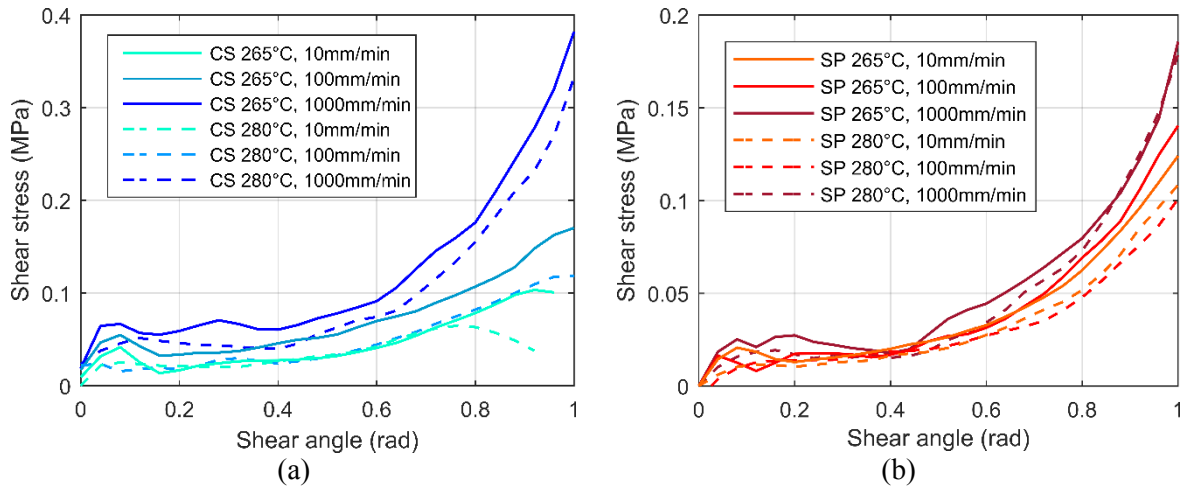 0.4
0.3
0.2
0.1
0
Shear stress (MPa)
CS 265°C, 10mm/min
CS 265°C, 100mm/min
CS 265°C, 1000mm/min
CS 280°C, 10mm/min
CS 280°C, 100mm/min
CS 280°C, 1000mm/min
0 0.2 0.4 0.6 0.8 1
Shear angle (rad)
(a)
0.2
0.15
0.1
0.05
0
Shear stress (MPa)
SP 265°C, 10mm/min
SP 265°C, 100mm/min
SP 265°C, 1000mm/min
SP 280°C, 10mm/min
SP 280°C, 100mm/min
SP 280°C, 1000mm/min
0 0.2 0.4 0.6 0.8 1
Shear angle (rad)
(b)